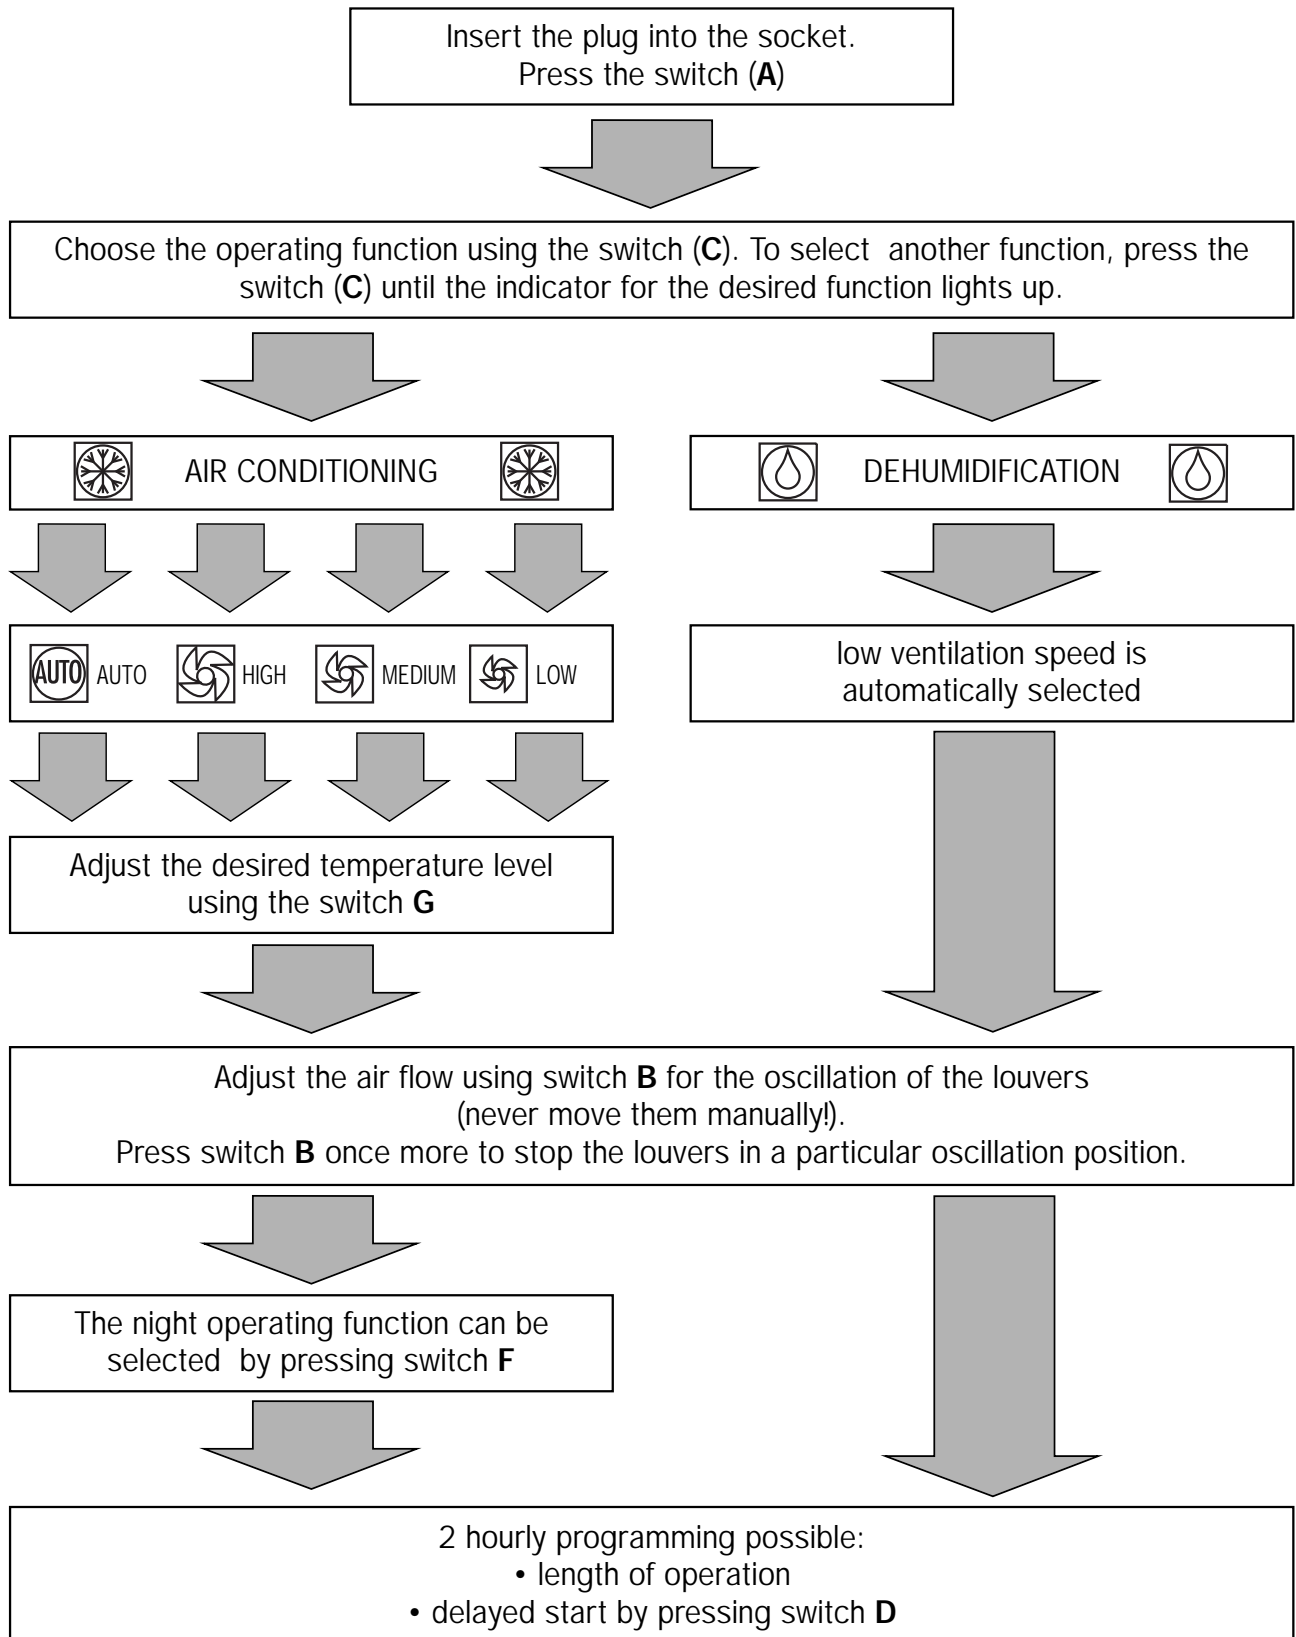 Insert the plug into the socket.
Press the switch (A)
Choose the operating function using the switch (C). To select  another function, press the
switch (C) until the indicator for the desired function lights up.
AIR CONDITIONING
DEHUMIDIFICATION
AUTO AUTO HIGH MEDIUM LOW
low ventilation speed is
automatically selected
Adjust the desired temperature level
using the switch G
Adjust the air flow using switch B for the oscillation of the louvers
(never move them manually!).
Press switch B once more to stop the louvers in a particular oscillation position.
The night operating function can be
selected  by pressing switch F
2 hourly programming possible:
• length of operation
• delayed start by pressing switch D